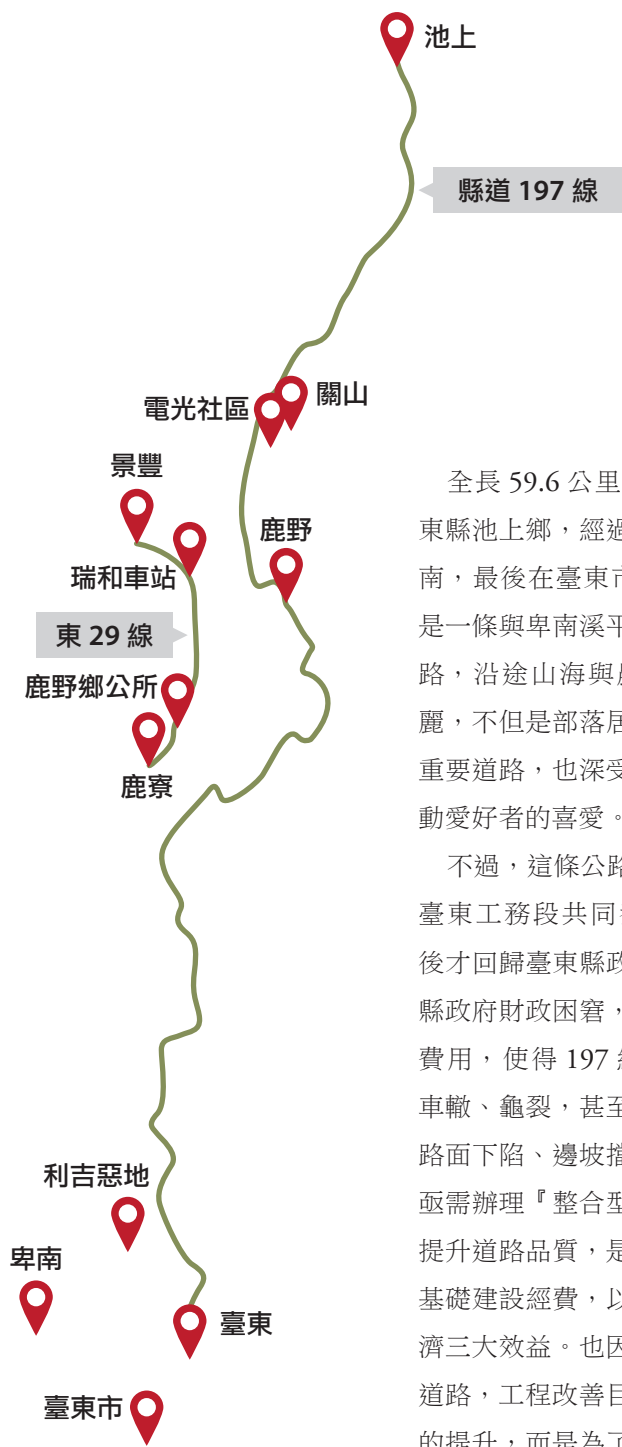 池上
縣道 197 線
關山
電光社區
景豐
鹿野
瑞和車站
東 29 線
鹿野鄉公所
鹿寮
利吉惡地
卑南
臺東
臺東市
全長 59.6 公里
東縣池上鄉，經過
南，最後在臺東市
是一條與卑南溪平
路，沿途山海與
麗，不但是部落居
重要道路，也深受
動愛好者的喜愛。
不過，這條公路
臺東工務段共同
後才回歸臺東縣政
縣政府財政困窘，
費用，使得 197
車轍、龜裂，甚至
路面下陷、邊坡擋
亟需辦理『整合型
提升道路品質，是
基礎建設經費，以
濟三大效益。也因
道路，工程改善目
的提升，而是為了